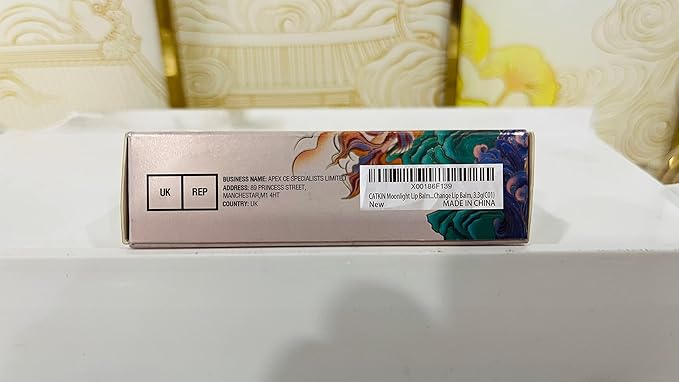 UK
REP
BUSINESS NAME: APEX CE SPECIALISTS LIMITED
ADDRESS: 89 PRINCESS STREET,
MANCHESTAR,M1 4HT
COUNTRY: UK
X00186F139
CATKIN Moonlight Lip Balm...Change Lip Balm, 3.3g(C01)
New
MADE IN CHINA